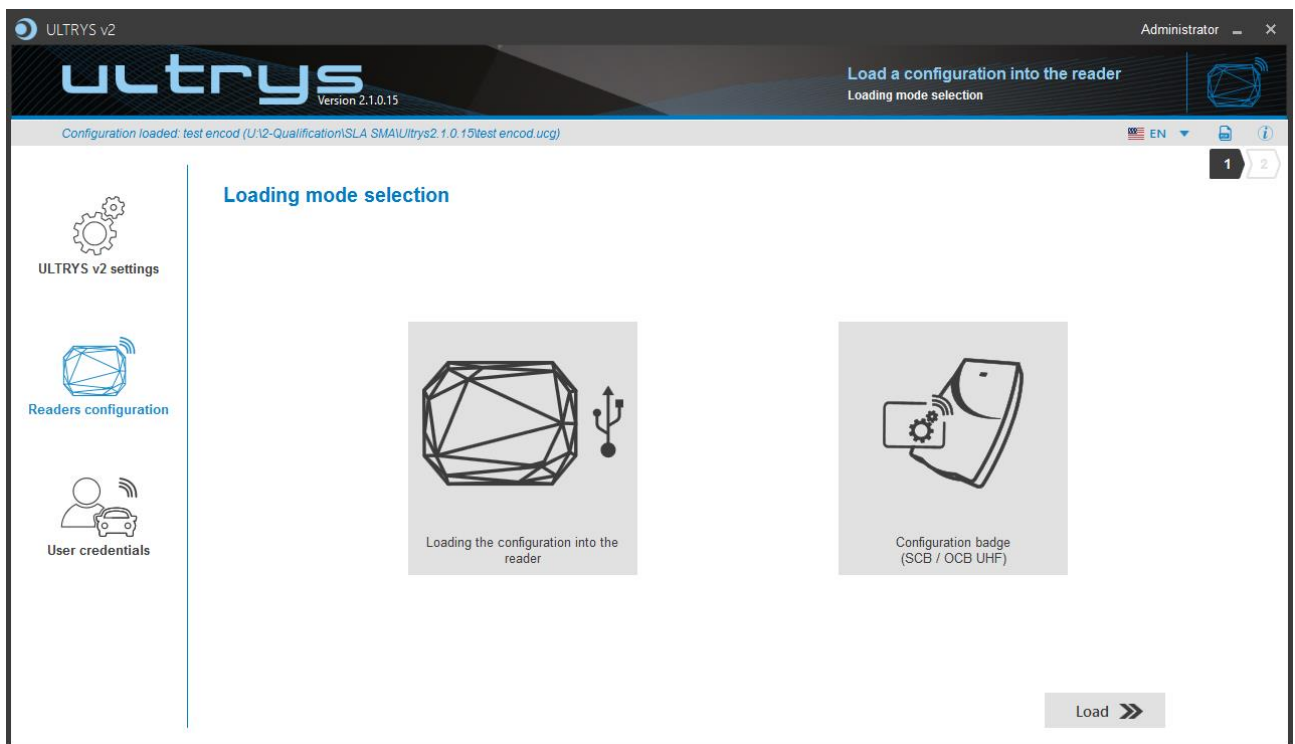 ULTRYS v2
Administrator
ultrys
Version 2.1.0.15
Load a configuration into the reader
Loading mode selection
Configuration loaded: test encod (U:\2-Qualification\SLA SMA\Ultrys2.1.0.15\test encod.ucg)
EN
1 2
Loading mode selection
ULTRYS v2 settings
Readers configuration
User credentials
Loading the configuration into the
reader
Configuration badge
(SCB / OCB UHF)
Load